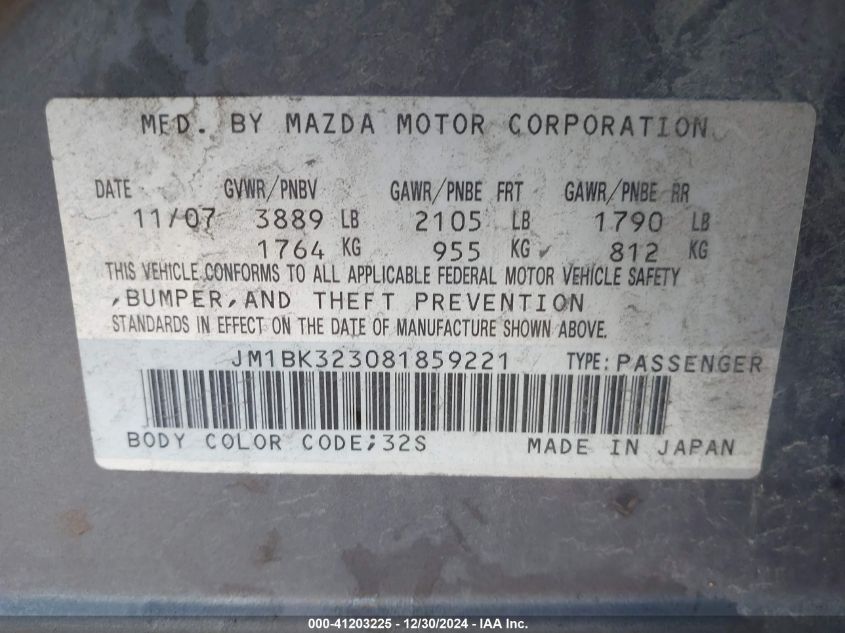 MFD. BY MAZDA MOTOR CORPORATION
DATE GVWR/PNBV GAWR/PNBE FRT GAWR/PNBE RR
11/07 3889 LB 2105 LB 1790 LB
1764 KG 955 KG 812 KG
THIS VEHICLE CONFORMS TO ALL APPLICABLE FEDERAL MOTOR VEHICLE SAFETY
,BUMPER,AND THEFT PREVENTION
STANDARDS IN EFFECT ON THE DATE OF MANUFACTURE SHOWN ABOVE.
JM1BK323081859221 TYPE: PASSENGER
BODY COLOR CODE;32S MADE IN JAPAN
000-41203225 - 12/30/2024 - IAA Inc.